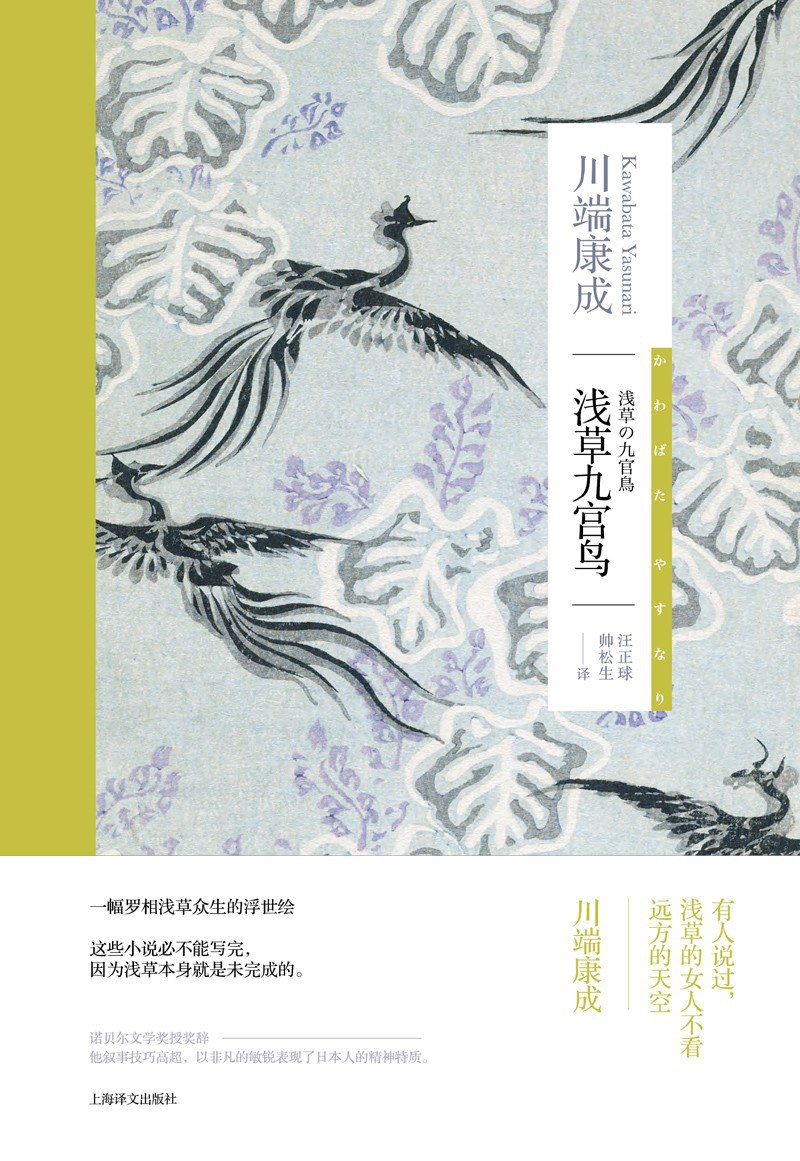 川端康成
Kawabata Yasunari
かわばた やすなり
浅草の九官鳥
浅草九宫鸟
汪正球
帅松生
译
一幅罗相浅草众生的浮世绘
这些小说必不能写完，
因为浅草本身就是未完成的。
诺贝尔文学奖授奖辞
他叙事技巧高超，以非凡的敏锐表现了日本人的精神特质。
上海译文出版社
有人说过，
浅草的女人不看
远方的天空
川端康成